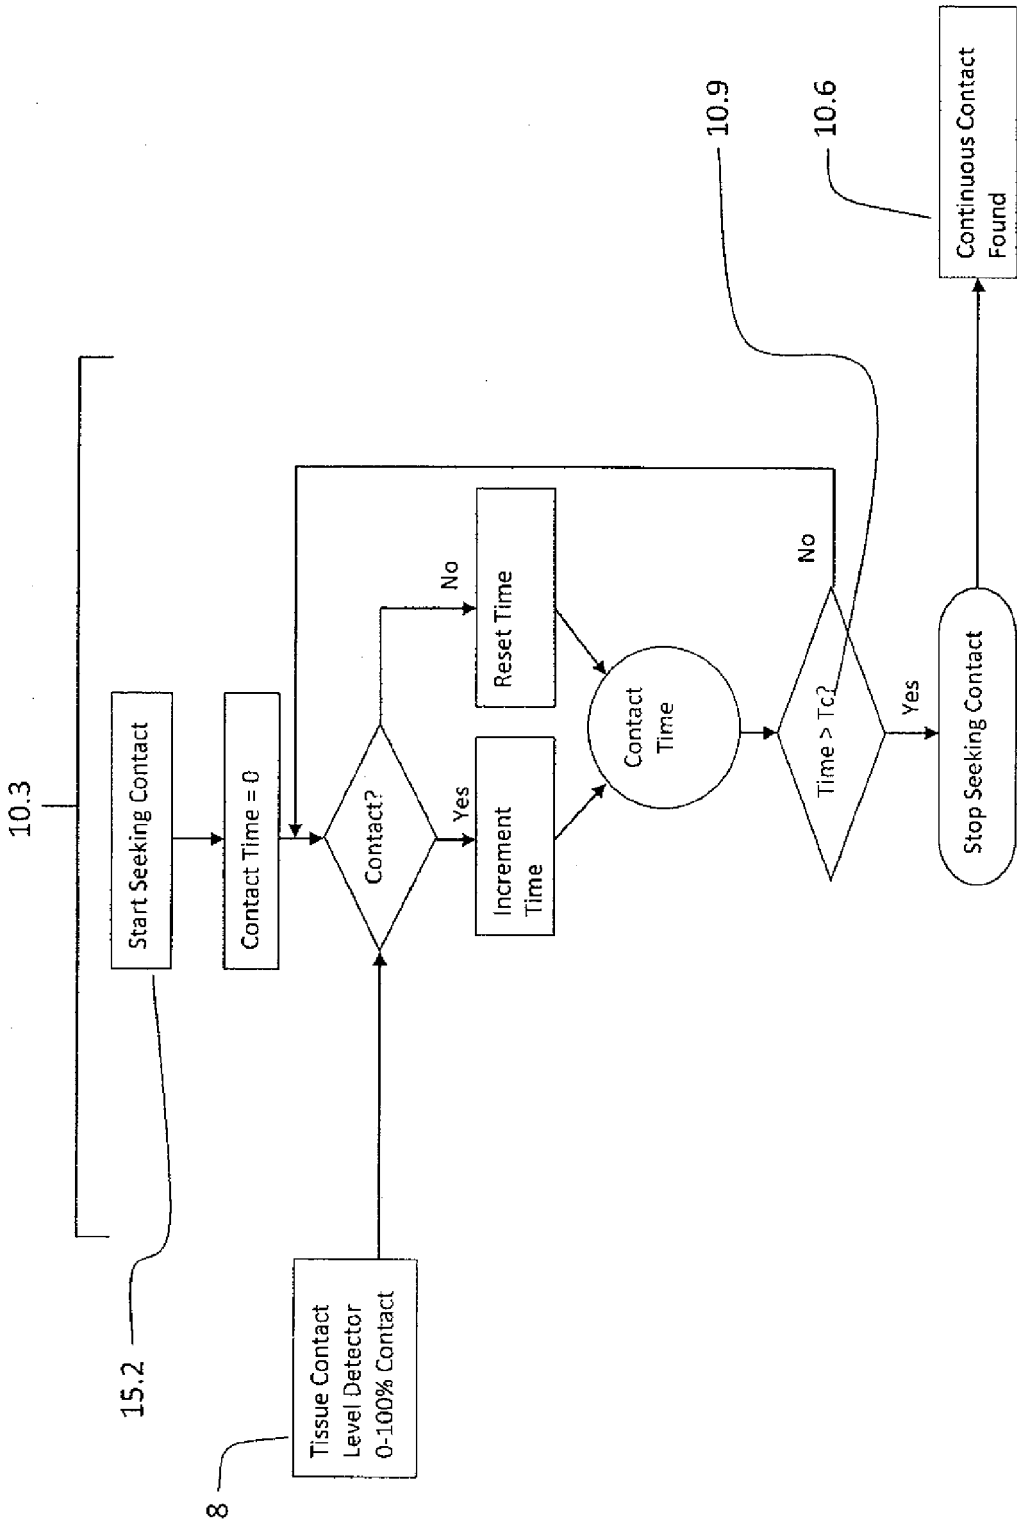 10.3
15.2
Start Seeking Contact
Contact Time = 0
8
Tissue Contact
Level Detector
0-100% Contact
Contact?
Yes
No
Increment
Time
Reset Time
Contact
Time
Time > Tc?
No
Yes
10.9
10.6
Stop Seeking Contact
Continuous Contact
Found